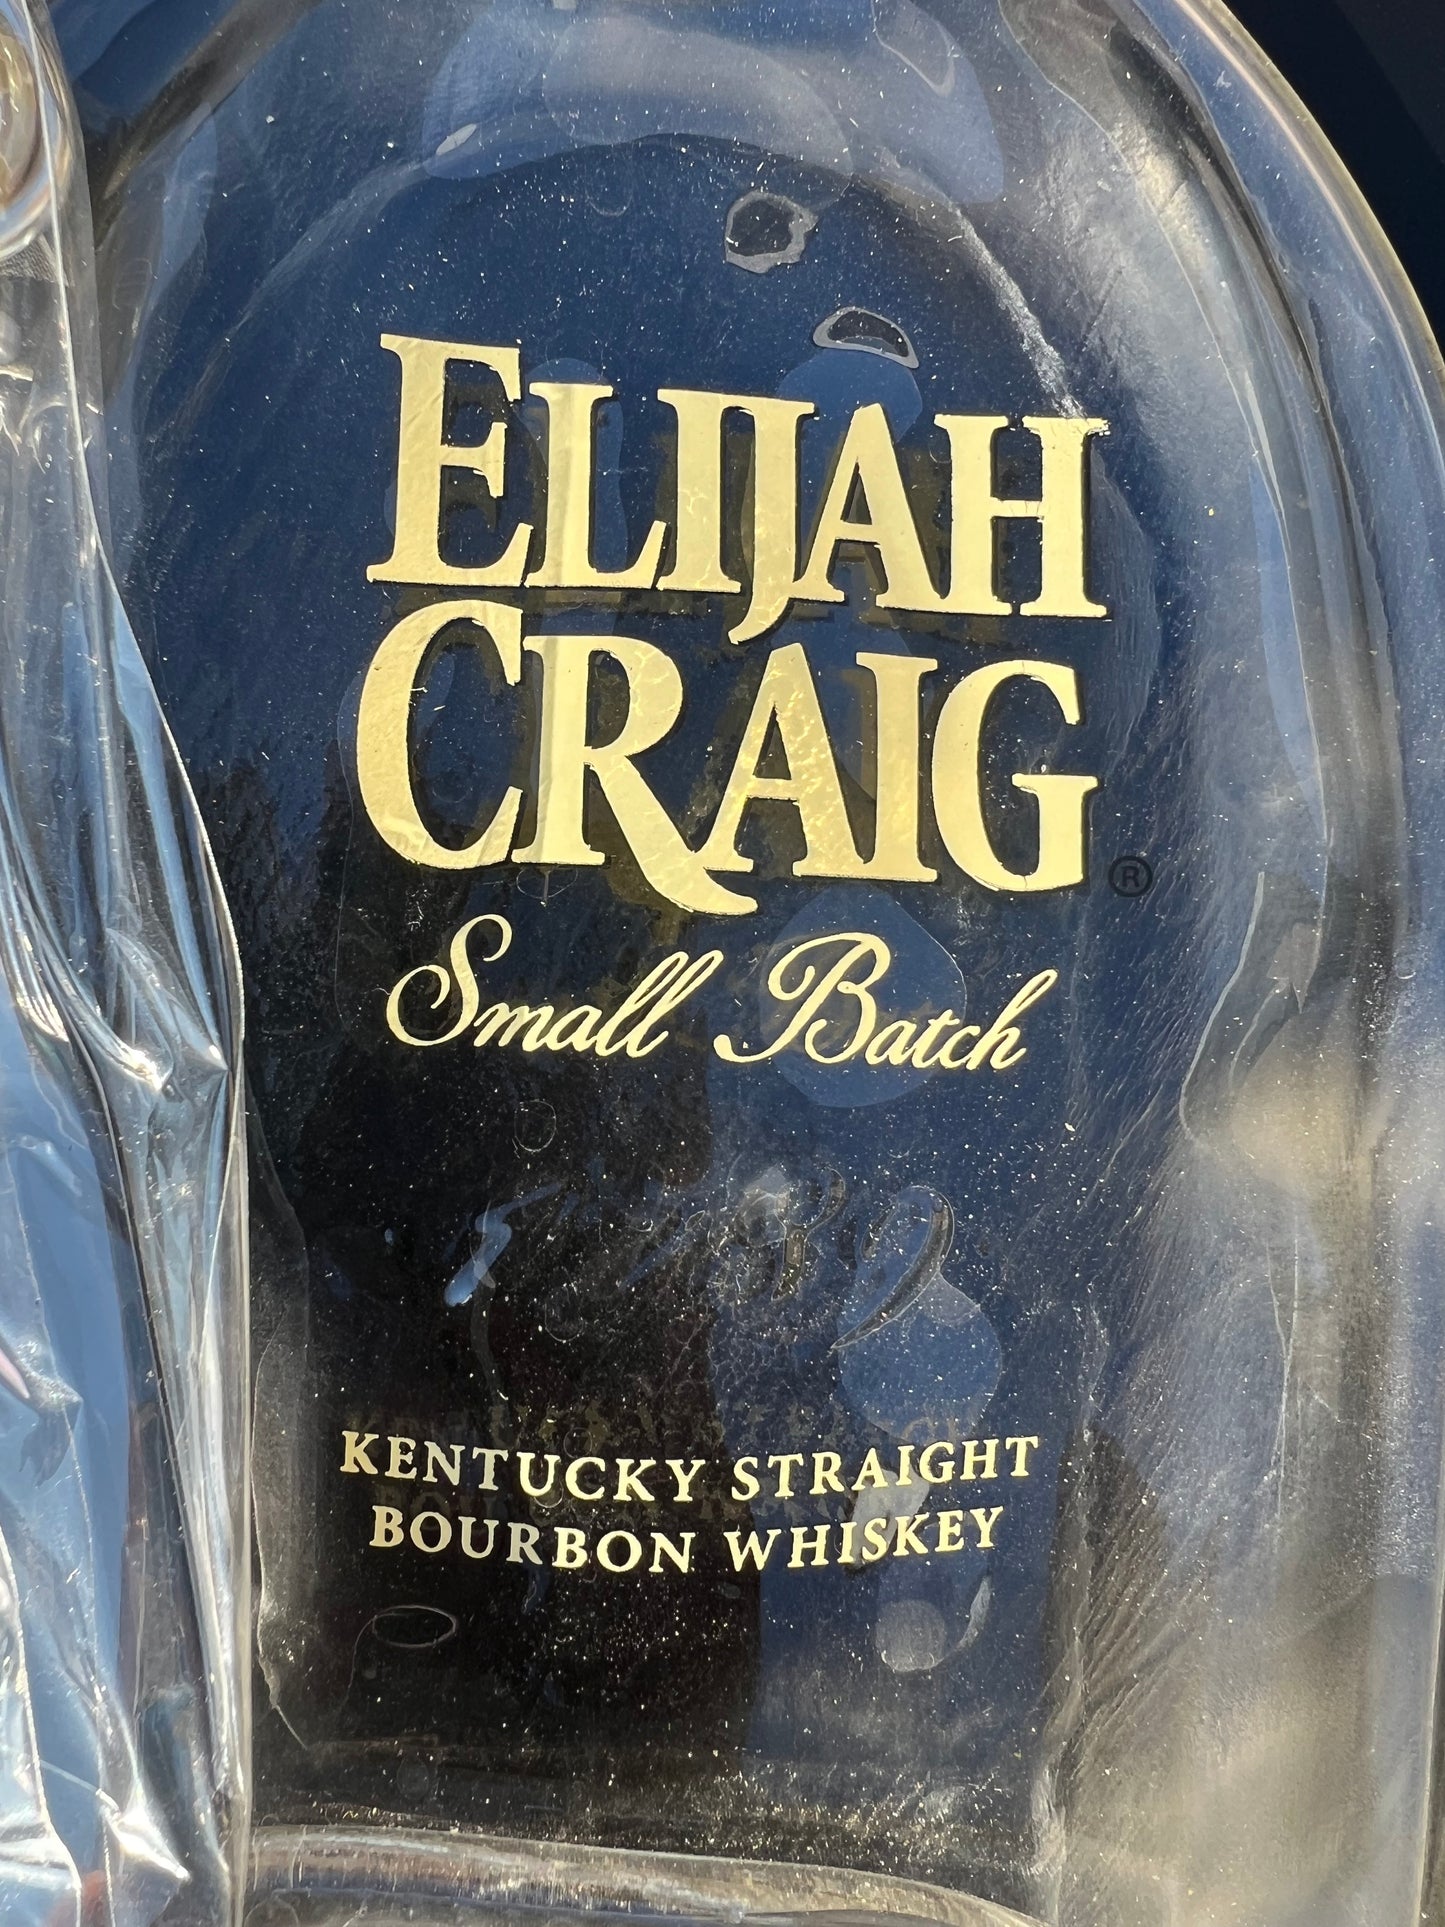 ELIJAH
CRAIG®
Small Batch
KENTUCKY STRAIGHT
BOURBON WHISKEY